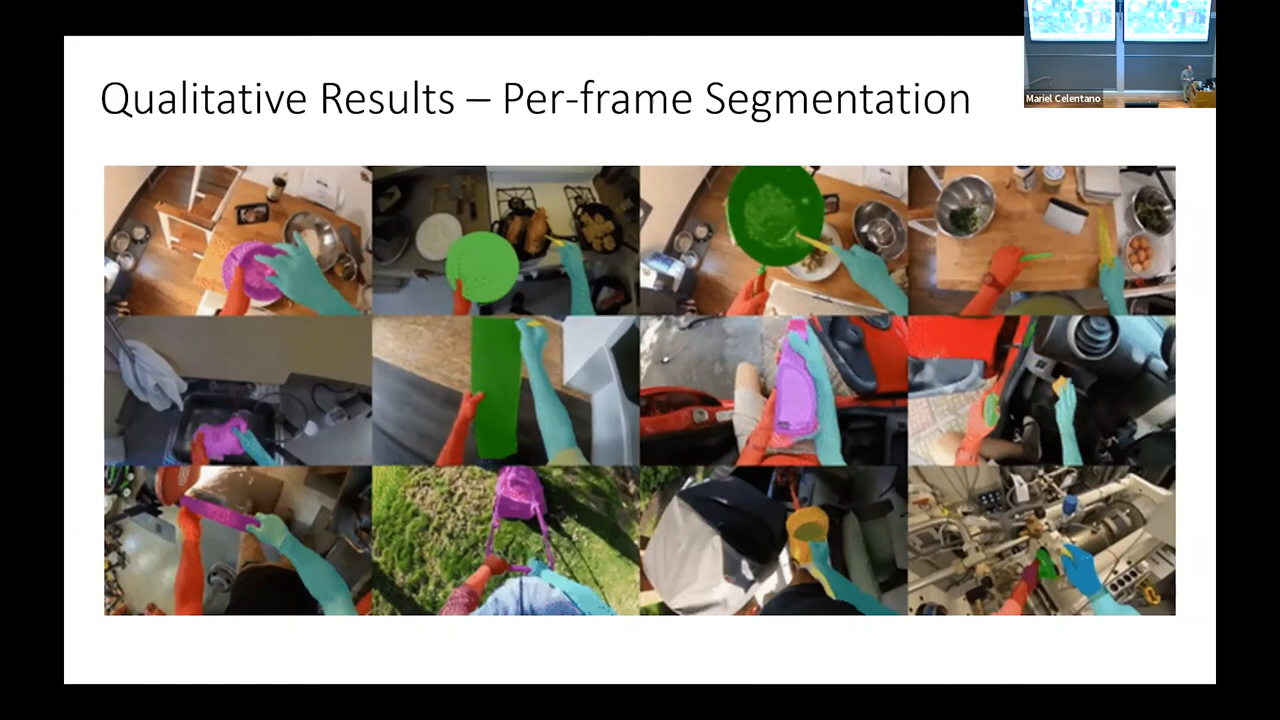 Qualitative Results – Per-frame Segmentation
Mariel Celentano